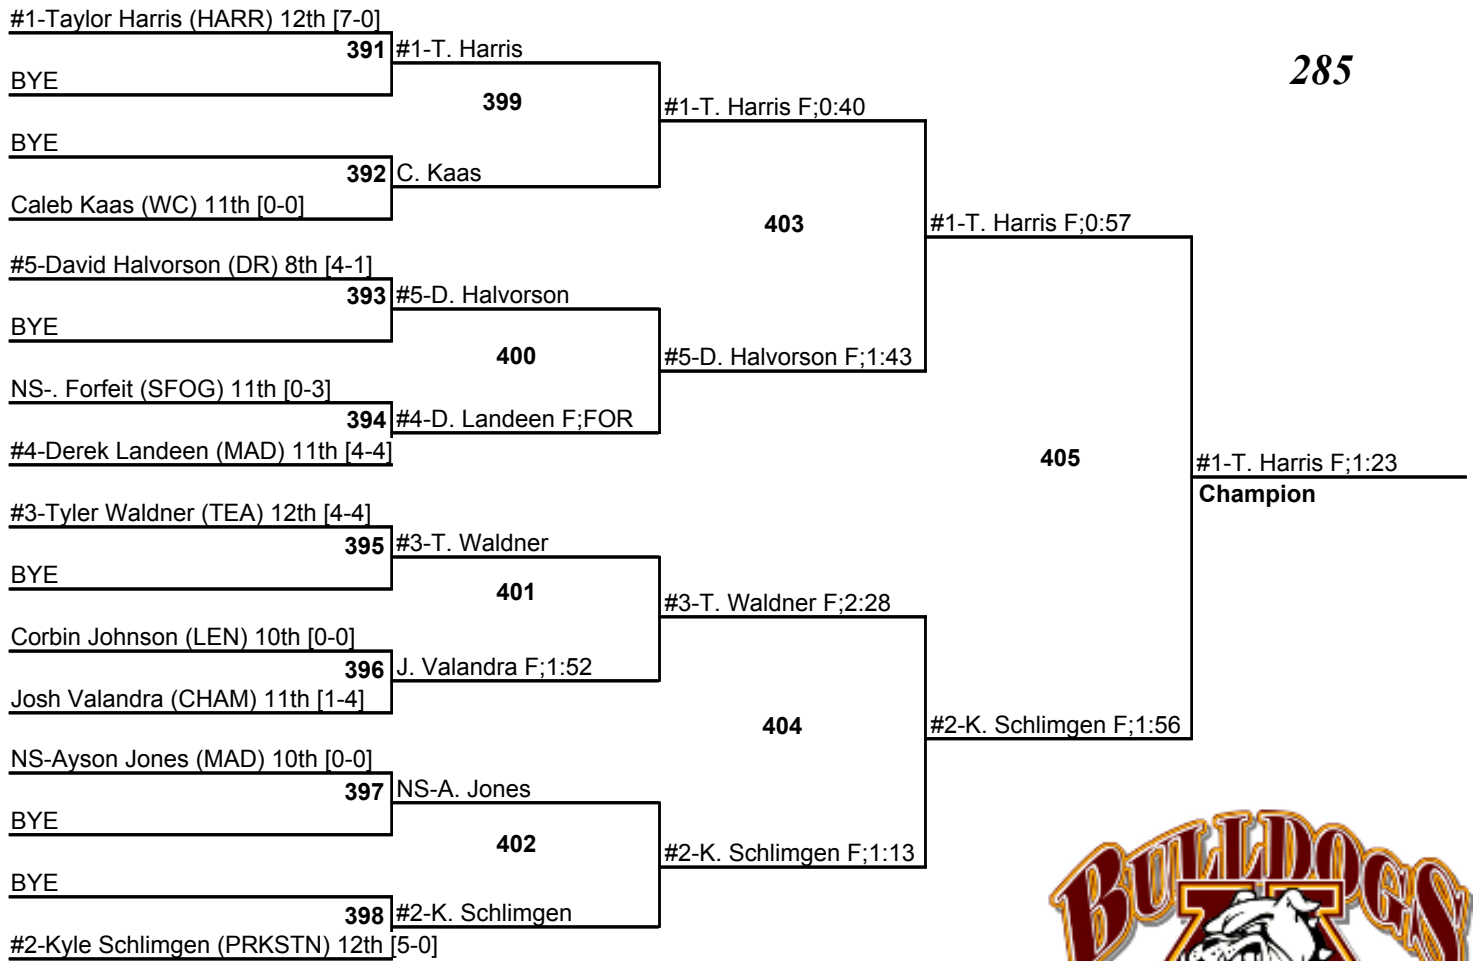 #1-Taylor Harris (HARR) 12th [7-0]
391
#1-T. Harris
BYE
285
399
#1-T. Harris F;0:40
BYE
392
C. Kaas
Caleb Kaas (WC) 11th [0-0]
403
#1-T. Harris F;0:57
#5-David Halvorson (DR) 8th [4-1]
393
#5-D. Halvorson
BYE
400
#5-D. Halvorson F;1:43
NS-. Forfeit (SFOG) 11th [0-3]
394
#4-D. Landeen F;FOR
#4-Derek Landeen (MAD) 11th [4-4]
405
#1-T. Harris F;1:23
Champion
#3-Tyler Waldner (TEA) 12th [4-4]
395
#3-T. Waldner
BYE
401
#3-T. Waldner F;2:28
Corbin Johnson (LEN) 10th [0-0]
396
J. Valandra F;1:52
Josh Valandra (CHAM) 11th [1-4]
404
#2-K. Schlimgen F;1:56
NS-Ayson Jones (MAD) 10th [0-0]
397
NS-A. Jones
BYE
402
#2-K. Schlimgen F;1:13
BYE
398
#2-K. Schlimgen
#2-Kyle Schlimgen (PRKSTN) 12th [5-0]
BULLDOGS